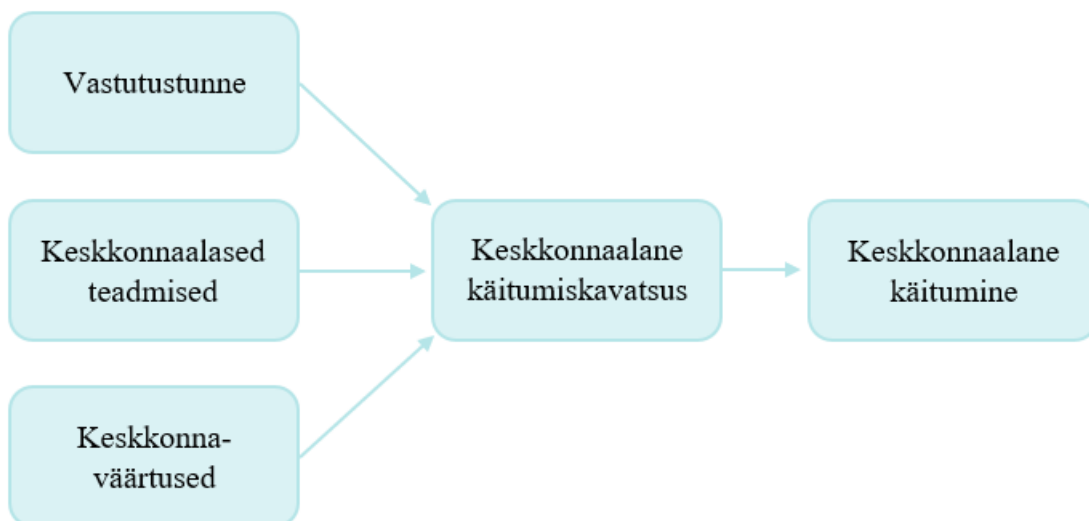 Vastutustunne
Keskkonnaalased
teadmised
Keskkonna-
väärtused
Keskkonnaalane
käitumiskavatsus
Keskkonnaalane
käitumine